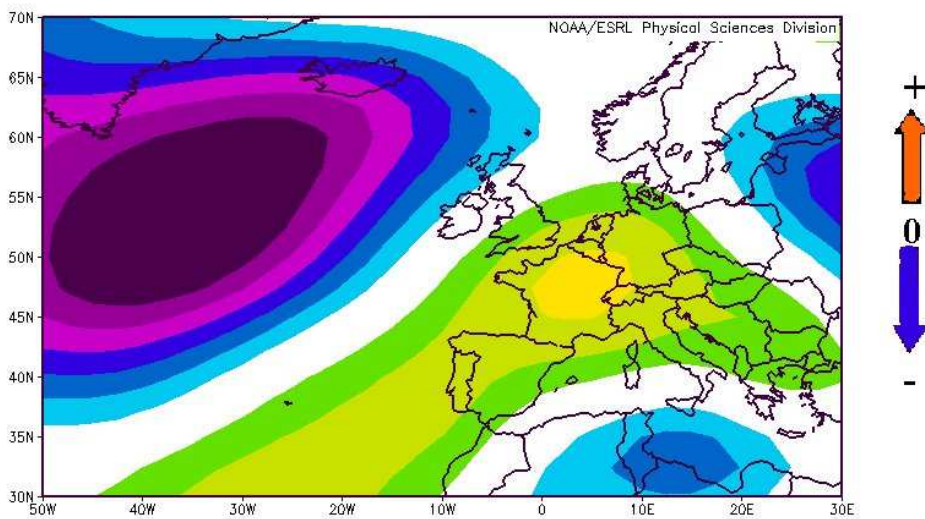 NOAA/ESRL Physical Sciences Division
70N
65N
60N
55N
50N
45N
40N
35N
30N
50W 40W 30W 20W 10W 0 10E 20E 30E
+
0
-